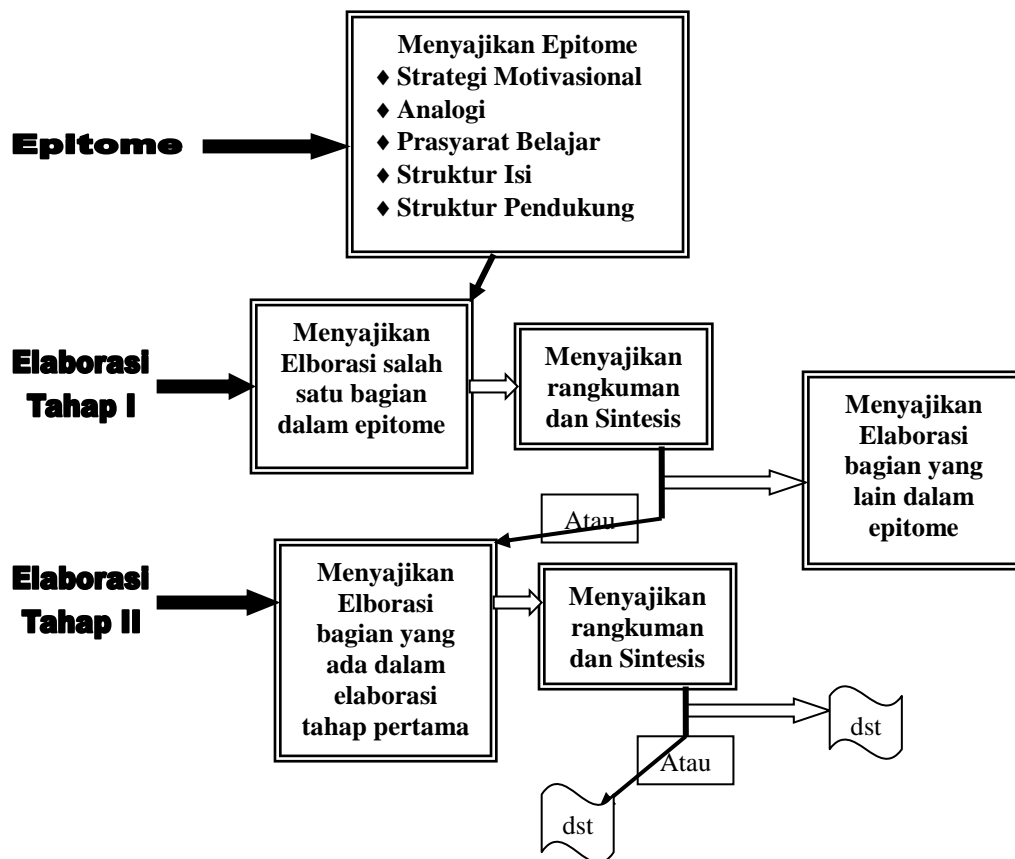 Menyajikan Epitome
♦ Strategi Motivasional
♦ Analogi
♦ Prasyarat Belajar
♦ Struktur Isi
♦ Struktur Pendukung
Epitome
Elaborasi
Tahap I
Menyajikan
Elborasi salah
satu bagian
dalam epitome
Menyajikan
rangkuman
dan Sintesis
Menyajikan
Elaborasi
bagian yang
lain dalam
epitome
Atau
Elaborasi
Tahap II
Menyajikan
Elborasi
bagian yang
ada dalam
elaborasi
tahap pertama
Menyajikan
rangkuman
dan Sintesis
dst
Atau
dst